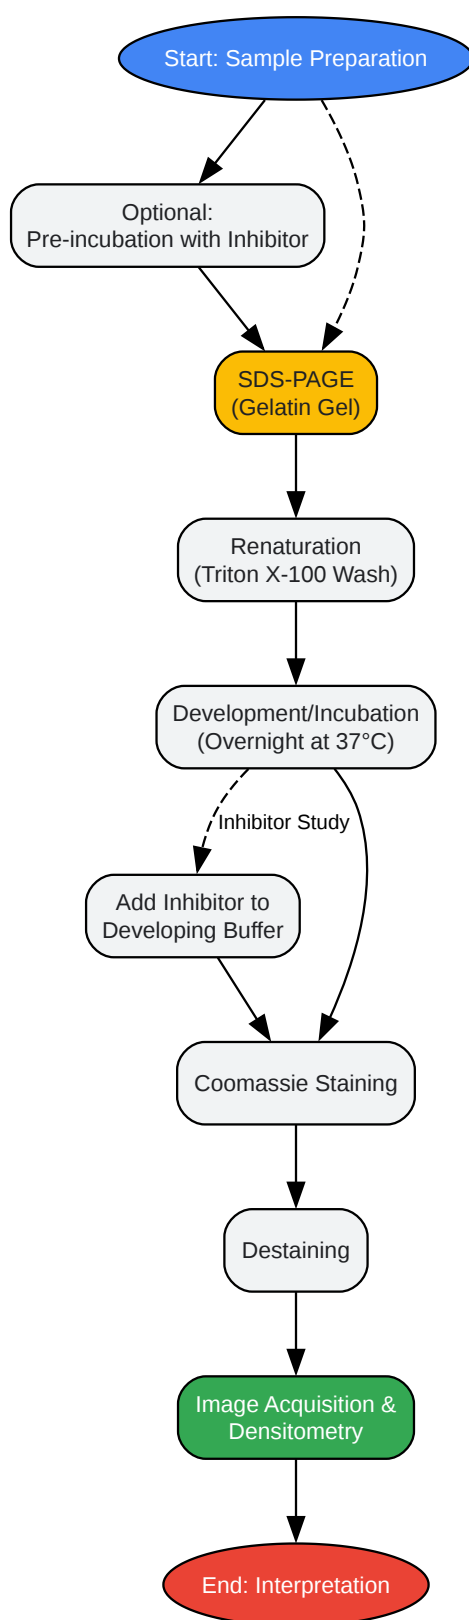 Start: Sample Preparation
Optional:
Pre-incubation with Inhibitor
SDS-PAGE
(Gelatin Gel)
Renaturation
(Triton X-100 Wash)
Development/Incubation
(Overnight at 37°C)
Inhibitor Study
Add Inhibitor to
Developing Buffer
Coomassie Staining
Destaining
Image Acquisition &
Densitometry
End: Interpretation